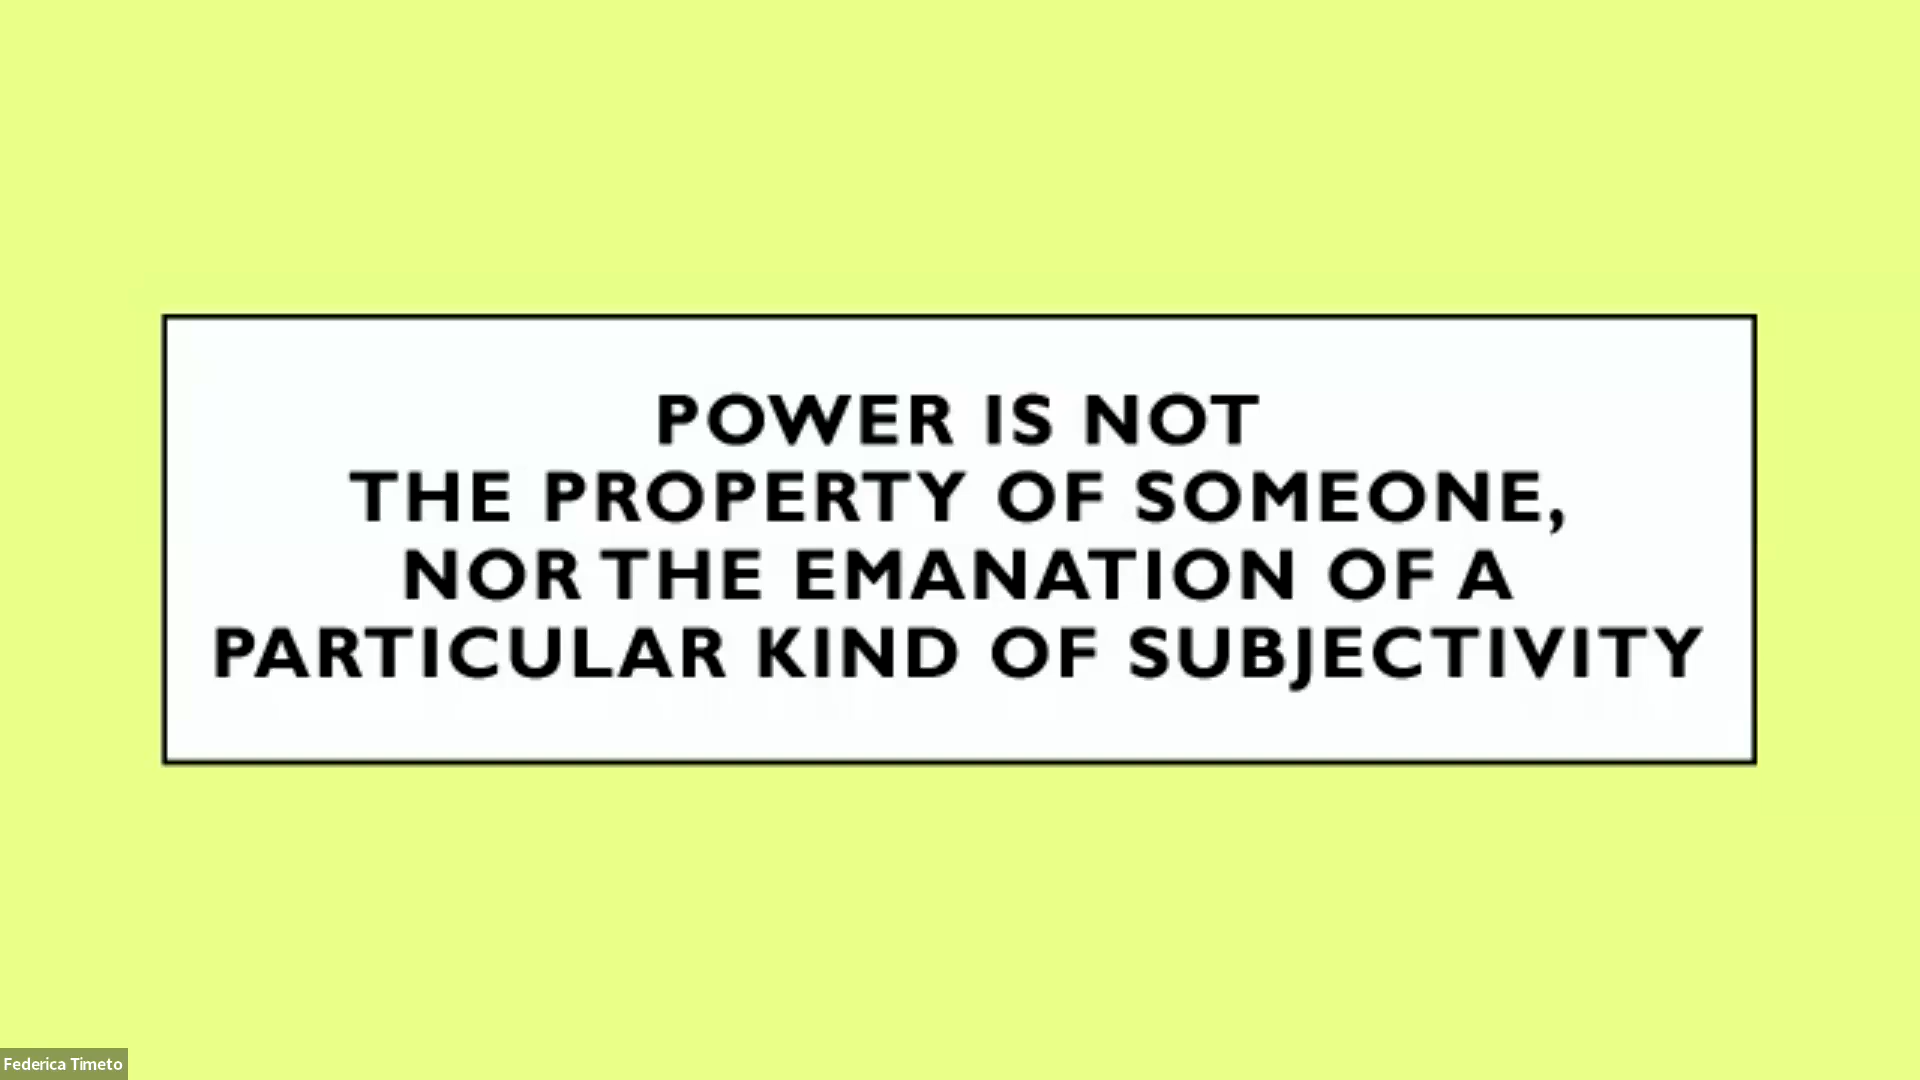 POWER IS NOT
THE PROPERTY OF SOMEONE,
NOR THE EMANATION OF A
PARTICULAR KIND OF SUBJECTIVITY
Federica Timeto